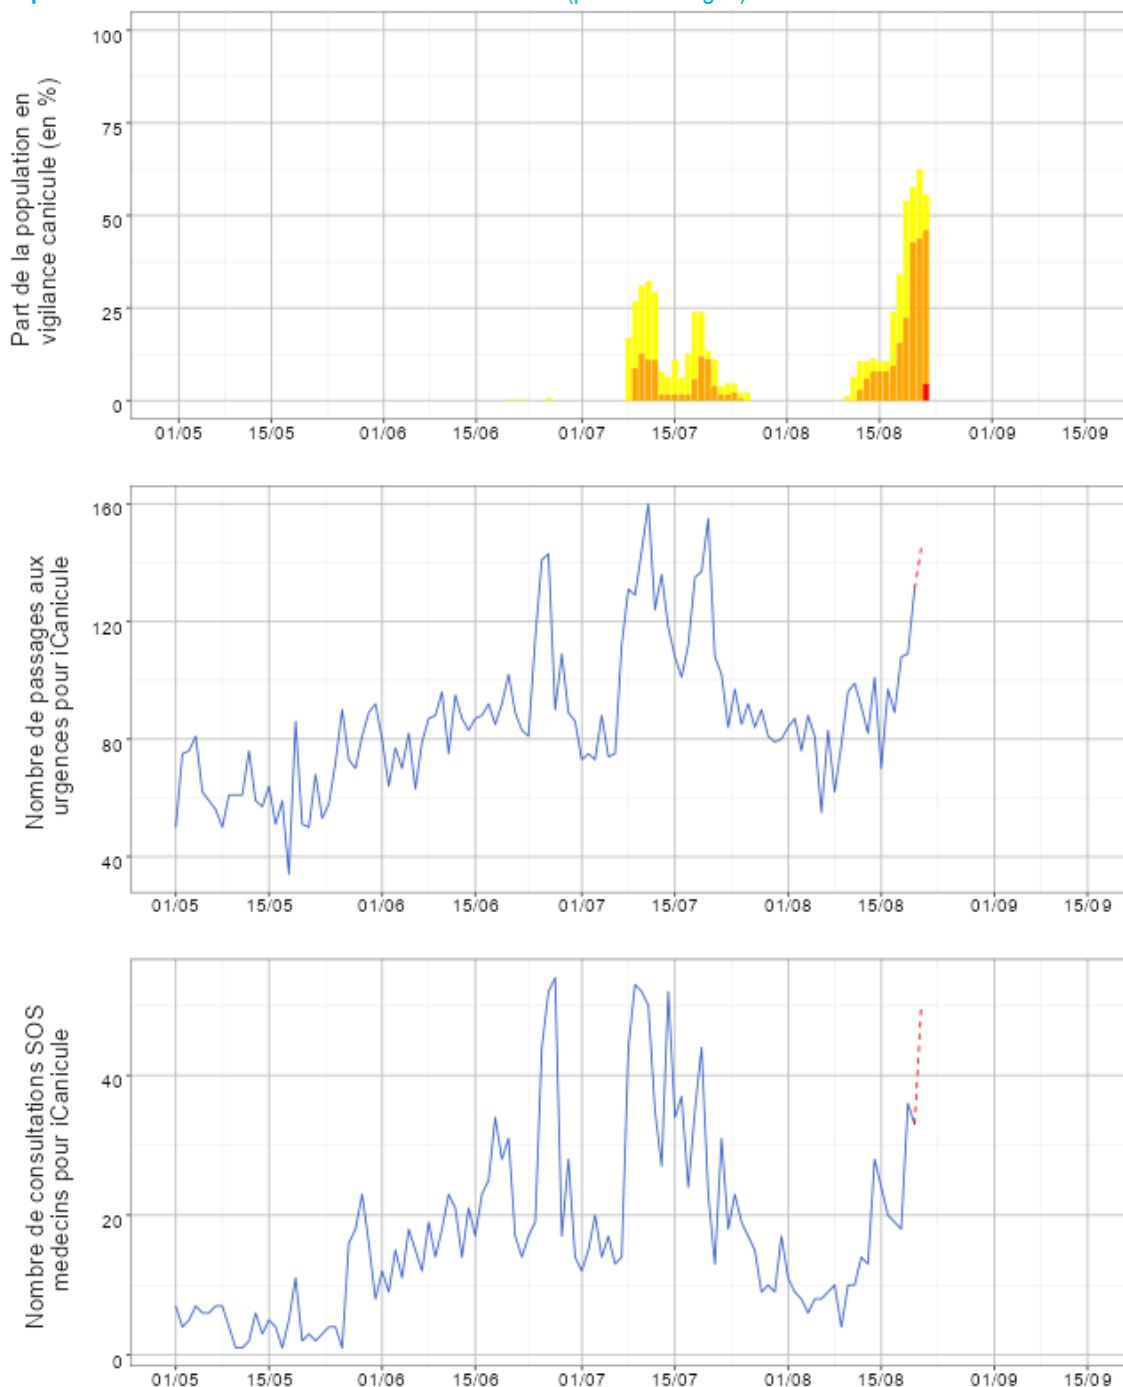 Part de la population en
vigilance canicule (en %)
100
75
50
25
0
01/05 15/05 01/06 15/06 01/07 15/07 01/08 15/08 01/09 15/09
Nombre de passages aux
urgences pour iCanicule
160
120
80
40
01/05 15/05 01/06 15/06 01/07 15/07 01/08 15/08 01/09 15/09
Nombre de consultations SOS
medecins pour iCanicule
40
20
0
01/05 15/05 01/06 15/06 01/07 15/07 01/08 15/08 01/09 15/09